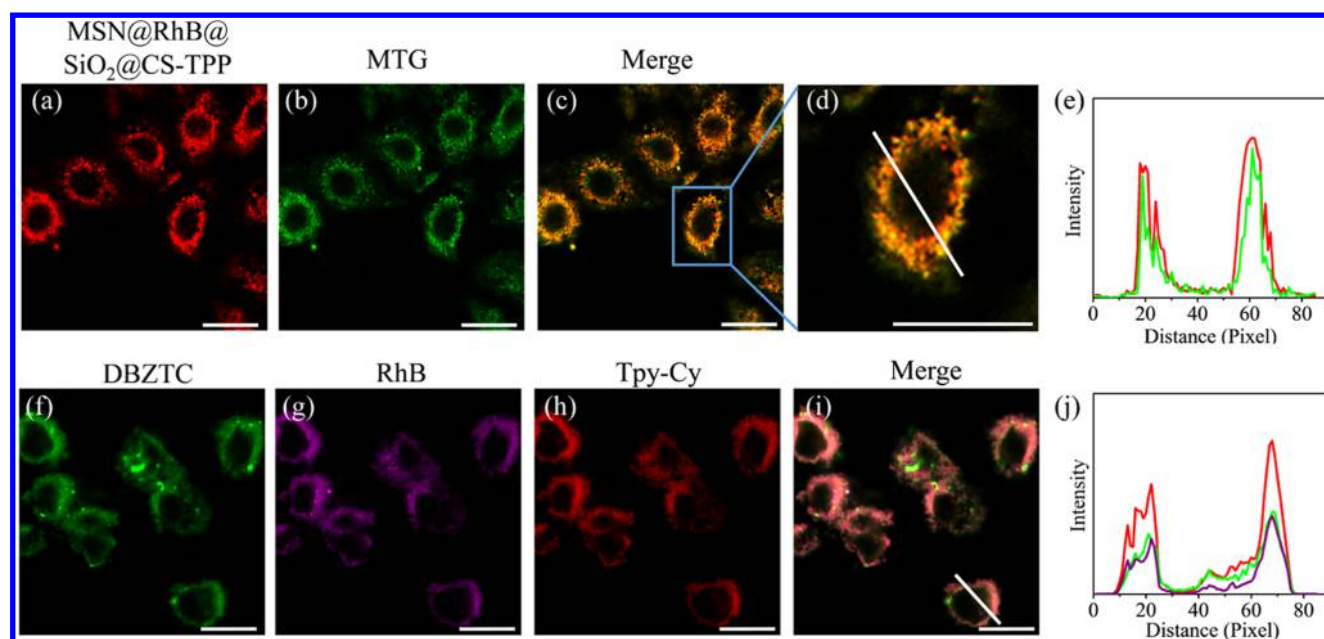 MSN@RhB@
SiO₂@CS-TPP
MTG
Merge
(a)
(b)
(c)
(d)
(e)
Intensity
0
20
40
60
80
Distance (Pixel)
DBZTC
RhB
Tpy-Cy
Merge
(f)
(g)
(h)
(i)
(j)
Intensity
0
20
40
60
80
Distance (Pixel)